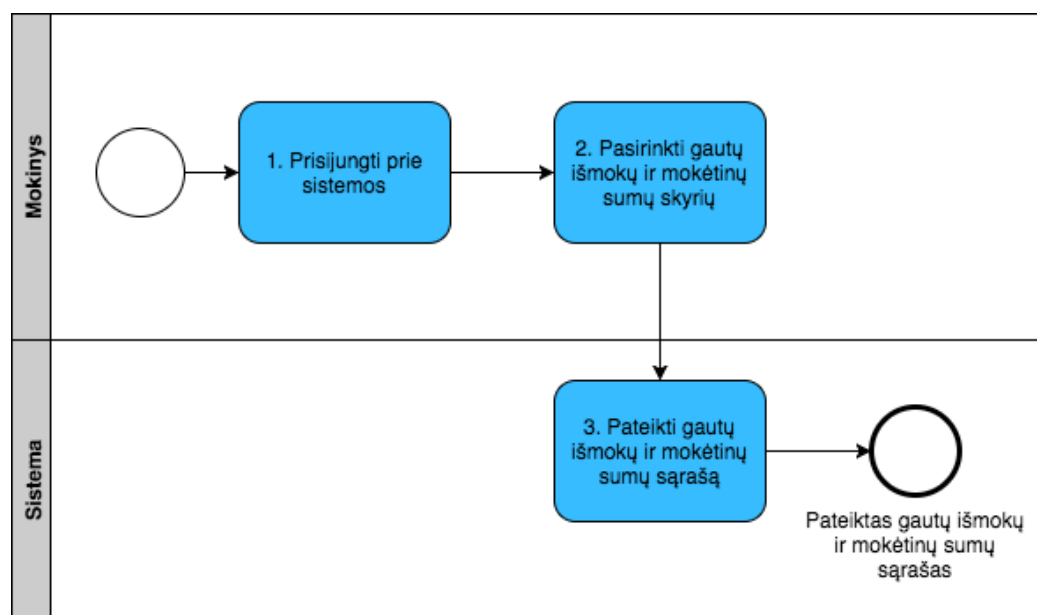 Mokinys
1. Prisijungti prie
sistemos
2. Pasirinkti gautų
išmokų ir mokėtinų
sumų skyrių
Sistema
3. Pateikti gautų
išmokų ir mokėtinų
sumų sąrašą
Pateiktas gautų išmokų
ir mokėtinų sumų
sąrašas